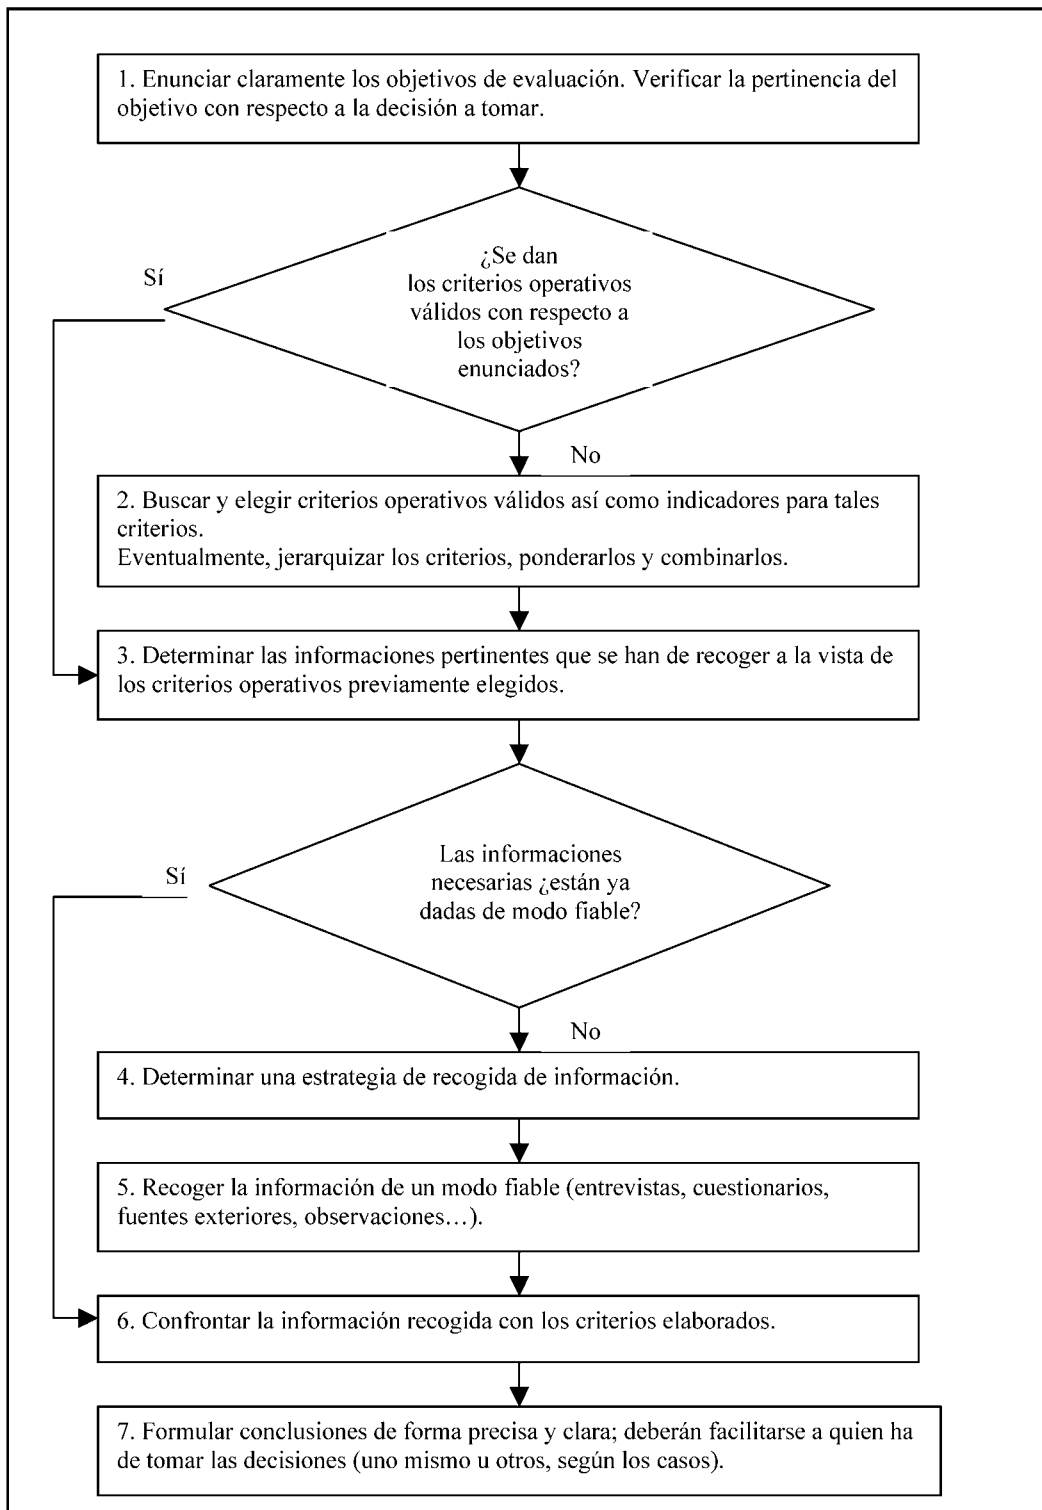 1. Enunciar claramente los objetivos de evaluación. Verificar la pertinencia del
objetivo con respecto a la decisión a tomar.
¿Se dan
los criterios operativos
válidos con respecto a
los objetivos
enunciados?
Sí
No
2. Buscar y elegir criterios operativos válidos así como indicadores para tales
criterios.
Eventualmente, jerarquizar los criterios, ponderarlos y combinarlos.
3. Determinar las informaciones pertinentes que se han de recoger a la vista de
los criterios operativos previamente elegidos.
Las informaciones
necesarias ¿están ya
dadas de modo fiable?
Sí
No
4. Determinar una estrategia de recogida de información.
5. Recoger la información de un modo fiable (entrevistas, cuestionarios,
fuentes exteriores, observaciones…).
6. Confrontar la información recogida con los criterios elaborados.
7. Formular conclusiones de forma precisa y clara; deberán facilitarse a quien ha
de tomar las decisiones (uno mismo u otros, según los casos).